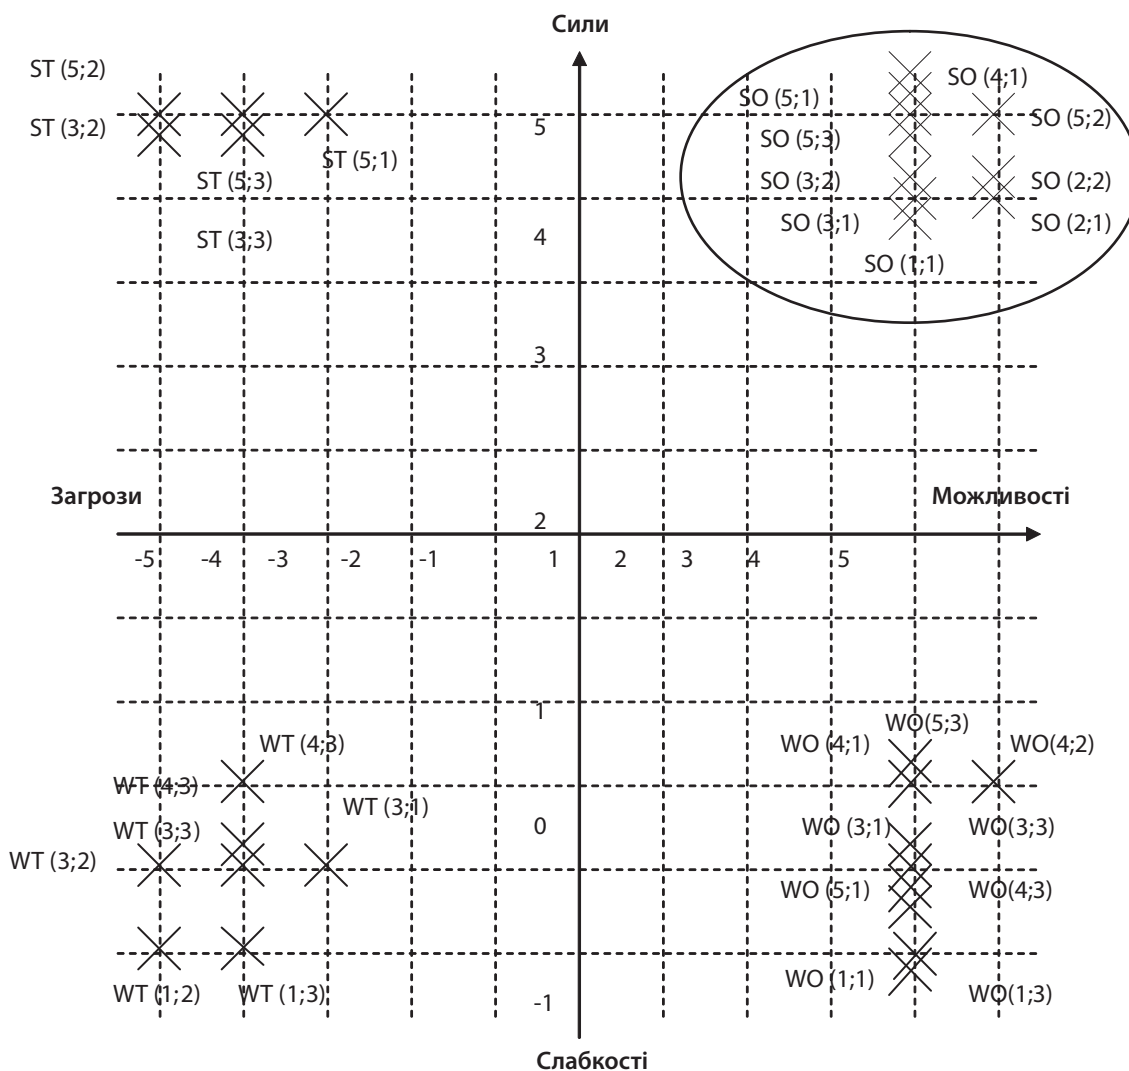 Сили
ST (5;2)
SO (4;1)
SO (5;1)
SO (5;2)
5
ST (3;2)
SO (5;3)
ST (5;1)
ST (5;3)
SO (3;2)
SO (2;2)
SO (3;1)
SO (2;1)
ST (3;3)
4
SO (1;1)
3
Загрози
Можливості
2
-5 -4 -3 -2 -1 1 2 3 4 5
1
WO(5;3)
WT (4;3)
WO (4;1)
WO(4;2)
WT (4;3)
WT (3;1)
WT (3;3)
0
WO (3;1)
WO(3;3)
WT (3;2)
WO (5;1)
WO(4;3)
WO (1;1)
WT (1;2)
WT (1;3)
WO(1;3)
-1
Слабкості